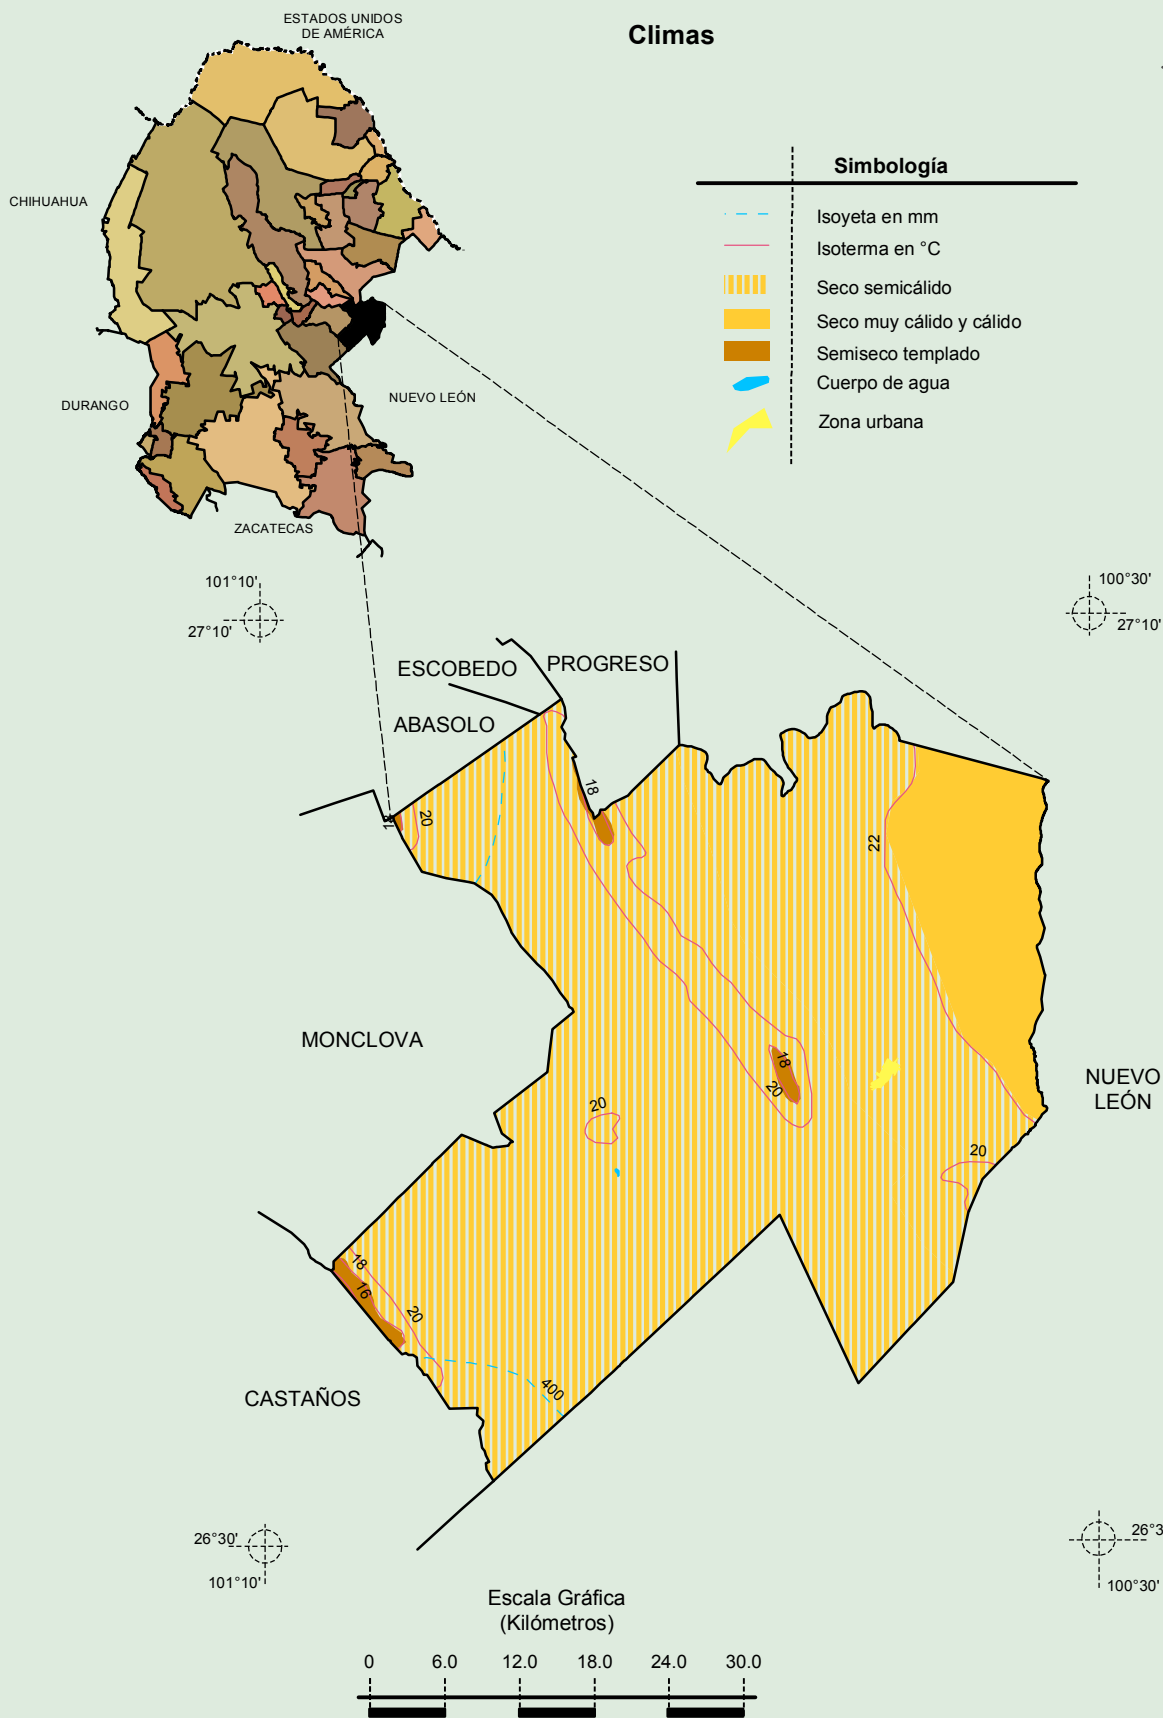 Climas
ESTADOS UNIDOS
DE AMÉRICA
CHIHUAHUA
DURANGO
NUEVO LEÓN
ZACATECAS
Simbología
Isoyeta en mm
Isoterma en °C
Seco semicálido
Seco muy cálido y cálido
Semiseco templado
Cuerpo de agua
Zona urbana
101°10'
27°10'
100°30'
27°10'
ESCOBEDO
PROGRESO
ABASOLO
18
18
20
22
MONCLOVA
18
20
20
NUEVO
LEÓN
20
18
16
20
400
CASTAÑOS
26°30'
101°10'
100°30'
Escala Gráfica
(Kilómetros)
0 6.0 12.0 18.0 24.0 30.0